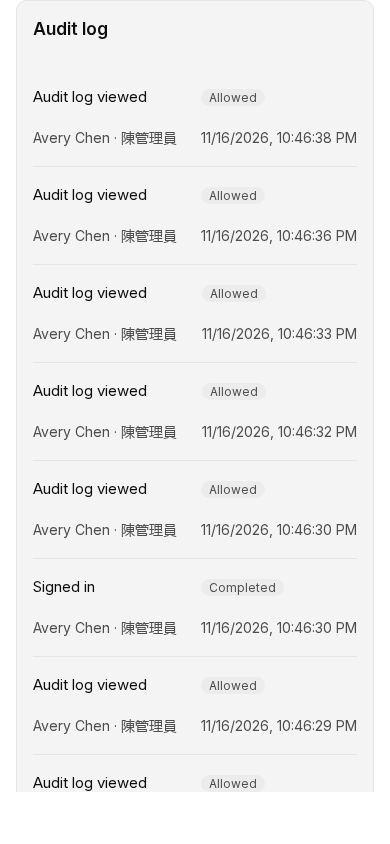 Audit log
Audit log viewed Allowed
Avery Chen · 陳管理員 11/16/2026, 10:46:38 PM
Audit log viewed Allowed
Avery Chen · 陳管理員 11/16/2026, 10:46:36 PM
Audit log viewed Allowed
Avery Chen · 陳管理員 11/16/2026, 10:46:33 PM
Audit log viewed Allowed
Avery Chen · 陳管理員 11/16/2026, 10:46:32 PM
Audit log viewed Allowed
Avery Chen · 陳管理員 11/16/2026, 10:46:30 PM
Signed in Completed
Avery Chen · 陳管理員 11/16/2026, 10:46:30 PM
Audit log viewed Allowed
Avery Chen · 陳管理員 11/16/2026, 10:46:29 PM
Audit log viewed Allowed